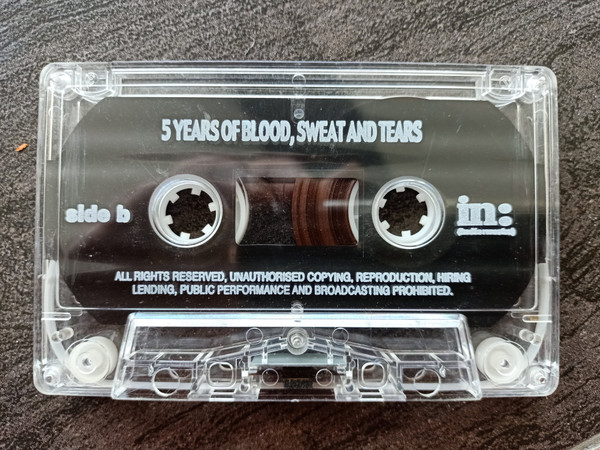 5 YEARS OF BLOOD, SWEAT AND TEARS
side b
in:
ALL RIGHTS RESERVED, UNAUTHORISED COPYING, REPRODUCTION, HIRING
LENDING, PUBLIC PERFORMANCE AND BROADCASTING PROHIBITED.